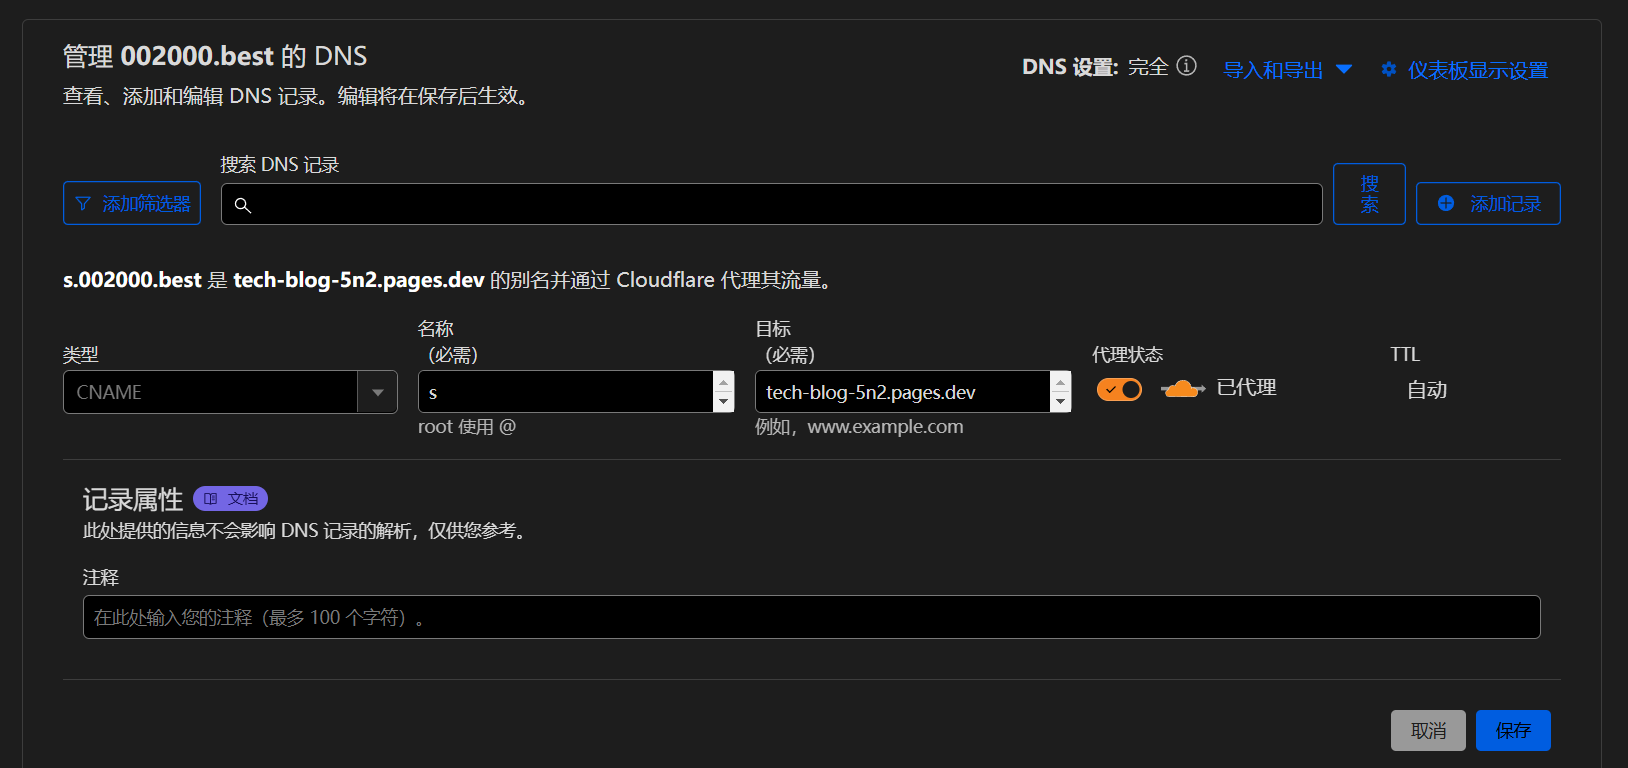 管理 002000.best 的 DNS
查看、添加和编辑 DNS 记录。编辑将在保存后生效。
DNS 设置: 完全
导入和导出
仪表板显示设置
搜索 DNS 记录
添加筛选器
搜
索
添加记录
s.002000.best 是 tech-blog-5n2.pages.dev 的别名并通过 Cloudflare 代理其流量。
类型
名称
（必需）
目标
（必需）
代理状态
TTL
CNAME
s
tech-blog-5n2.pages.dev
已代理
自动
root 使用 @
例如，www.example.com
记录属性
文档
此处提供的信息不会影响 DNS 记录的解析，仅供您参考。
注释
在此处输入您的注释（最多 100 个字符）。
取消
保存